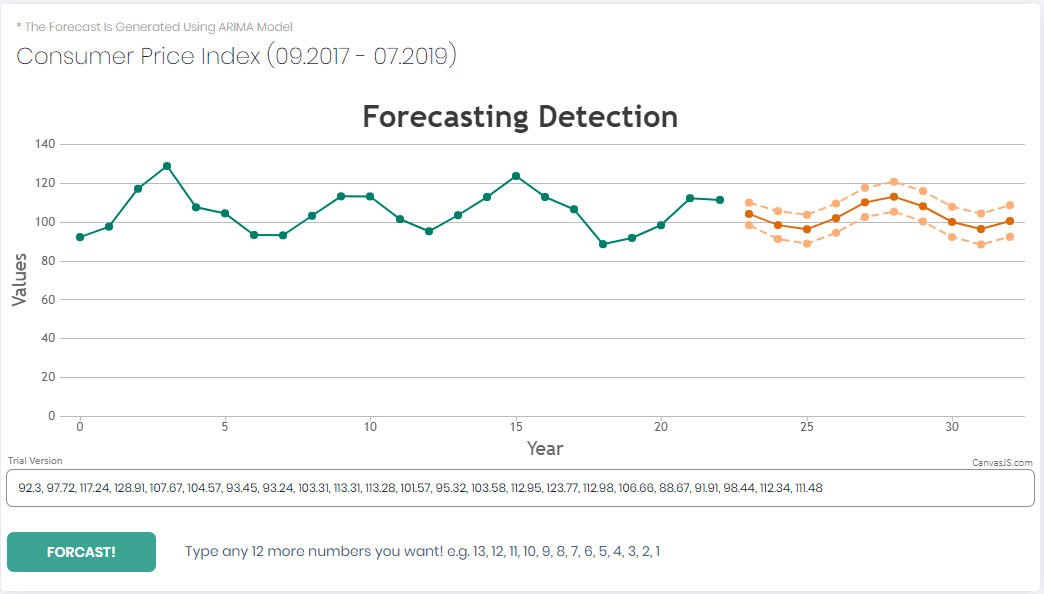 * The Forecast Is Generated Using ARIMA Model
Consumer Price Index (09.2017 - 07.2019)
Forecasting Detection
140
120
100
80
60
40
20
0
Values
0 5 10 15 20 25 30
Year
Trial Version CanvasJS.com
92.3, 97.72, 117.24, 128.91, 107.67, 104.57, 93.45, 93.24, 103.31, 113.31, 113.28, 101.57, 95.32, 103.58, 112.95, 123.77, 112.98, 106.66, 88.67, 91.91, 98.44, 112.34, 111.48
FORCAST! Type any 12 more numbers you want! e.g. 13, 12, 11, 10, 9, 8, 7, 6, 5, 4, 3, 2, 1